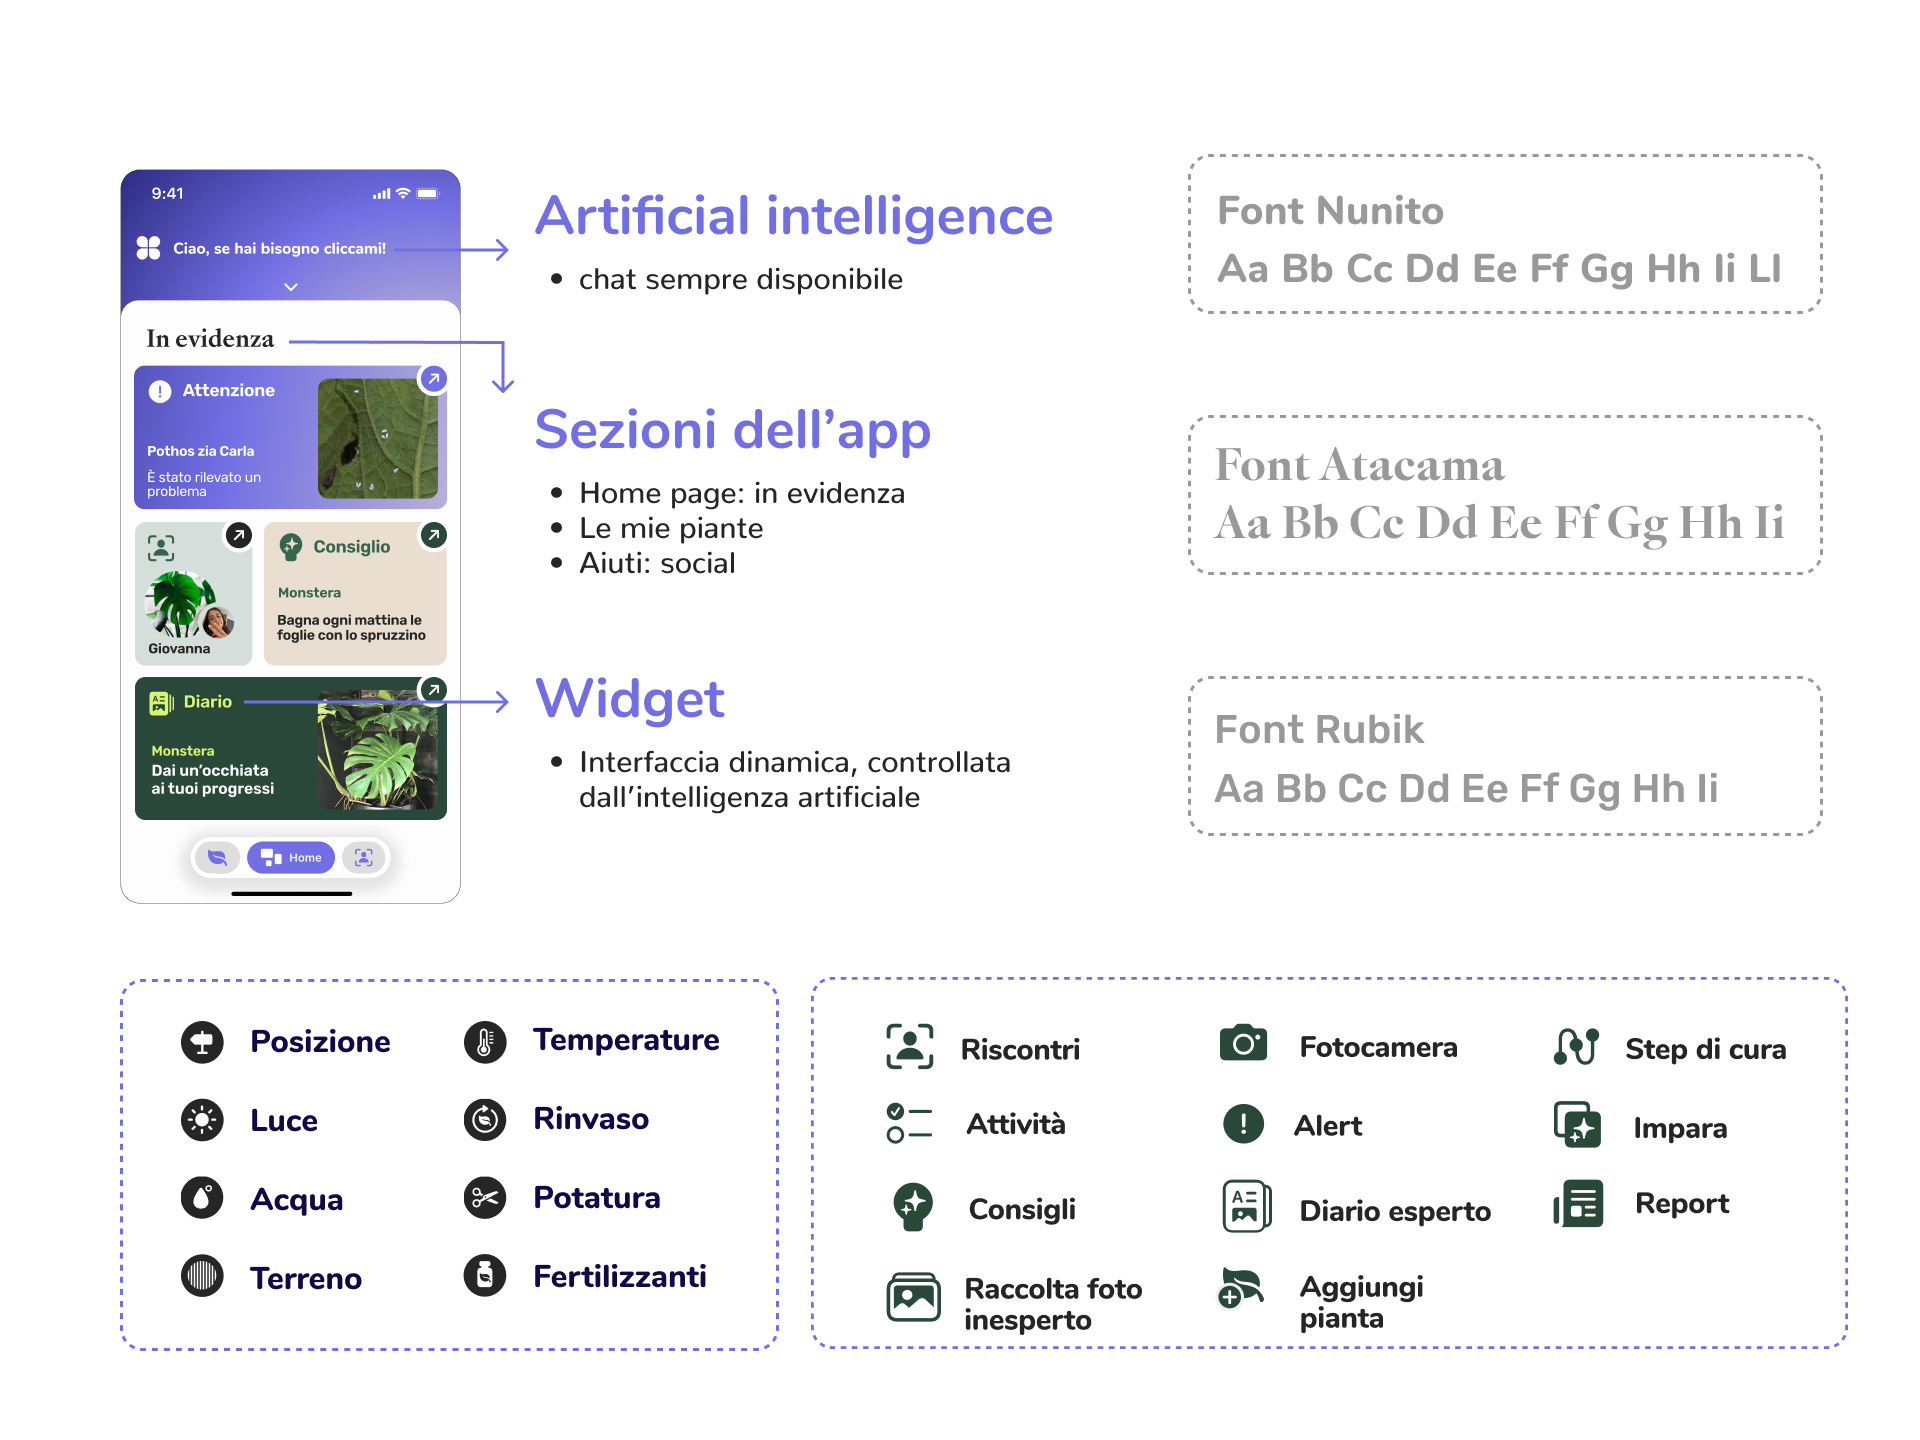 9:41
Ciao, se hai bisogno cliccami!
In evidenza
Attenzione
Pothos zia Carla
È stato rilevato un
problema
Giovanna
Consiglio
Monstera
Bagna ogni mattina le
foglie con lo spruzzino
Diario
Monstera
Dai un’occhiata
ai tuoi progressi
Home
Artificial intelligence
• chat sempre disponibile
Sezioni dell’app
• Home page: in evidenza
• Le mie piante
• Aiuti: social
Widget
• Interfaccia dinamica, controllata
dall’intelligenza artificiale
Font Nunito
Aa Bb Cc Dd Ee Ff Gg Hh Ii Ll
Font Atacama
Aa Bb Cc Dd Ee Ff Gg Hh Ii
Font Rubik
Aa Bb Cc Dd Ee Ff Gg Hh Ii
Posizione
Luce
Acqua
Terreno
Temperature
Rinvaso
Potatura
Fertilizzanti
Riscontri
Attività
Consigli
Raccolta foto
inesperto
Fotocamera
Alert
Diario esperto
Aggiungi
pianta
Step di cura
Impara
Report